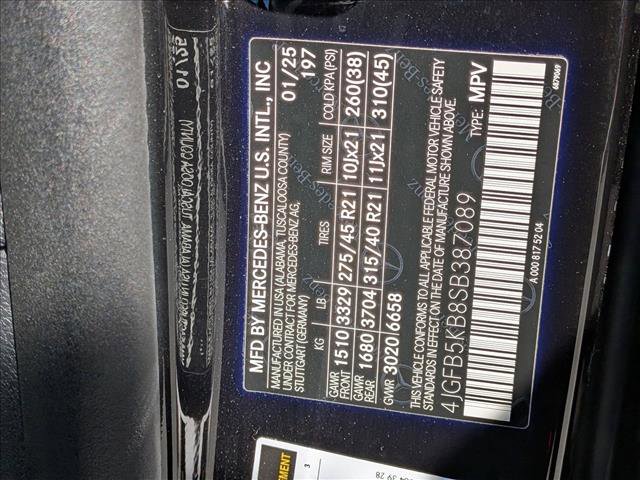 MFD BY MERCEDES-BENZ U.S. INTL., INC
MANUFACTURED IN USA (ALABAMA, TUSCALOOSA COUNTY)
UNDER CONTRACT FOR MERCEDES-BENZ AG,
STUTTGART (GERMANY)
01/25
197
KG LB TIRES RIM SIZE COLD KPA(PSI)
GAWR FRONT 1510 3329 275/45 R21 10Jx21 260(38)
GAWR REAR 1680 3704 315/40 R21 11Jx21 310(45)
GVWR 3020 6658
THIS VEHICLE CONFORMS TO ALL APPLICABLE FEDERAL MOTOR VEHICLE SAFETY
STANDARDS IN EFFECT ON THE DATE OF MANUFACTURE SHOWN ABOVE.
TYPE: MPV
A 000 817 52 04
6879069
01/25
3